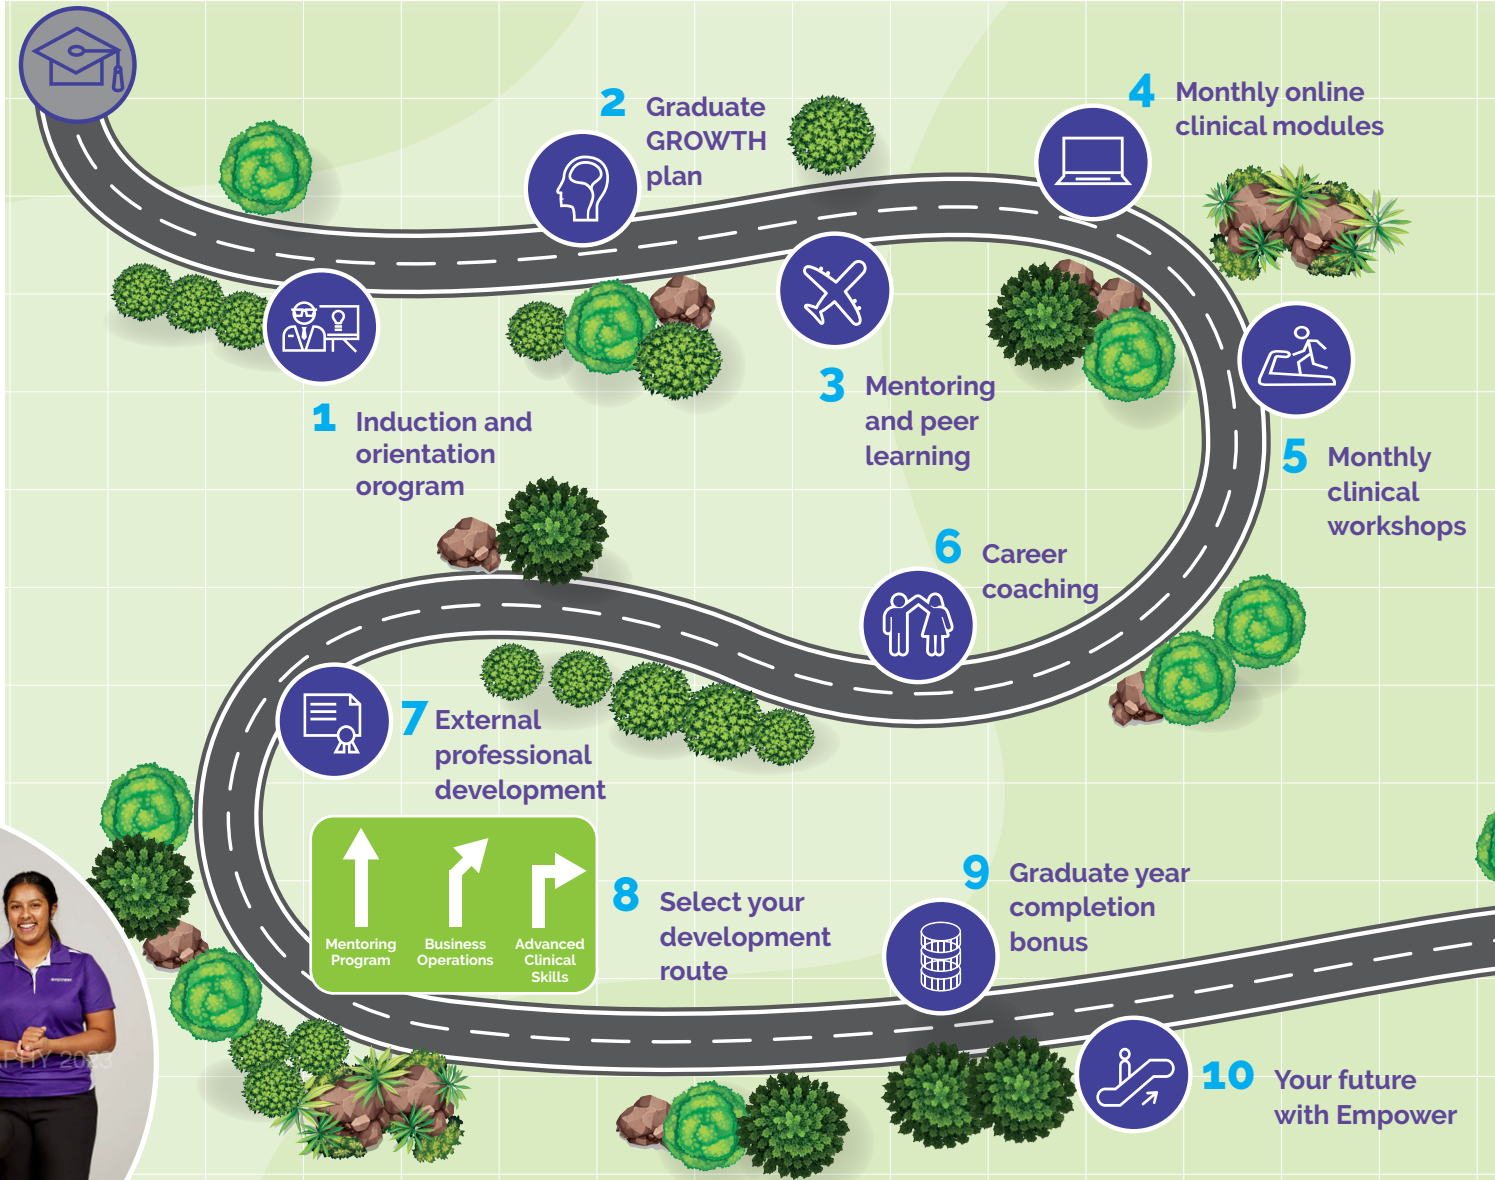 1 Induction and
orientation
orogram
2 Graduate
GROWTH
plan
3 Mentoring
and peer
learning
4 Monthly online
clinical modules
5 Monthly
clinical
workshops
6 Career
coaching
7 External
professional
development
Mentoring
Program
Business
Operations
Advanced
Clinical
Skills
8 Select your
development
route
9 Graduate year
completion
bonus
10 Your future
with Empower
PHY 2023